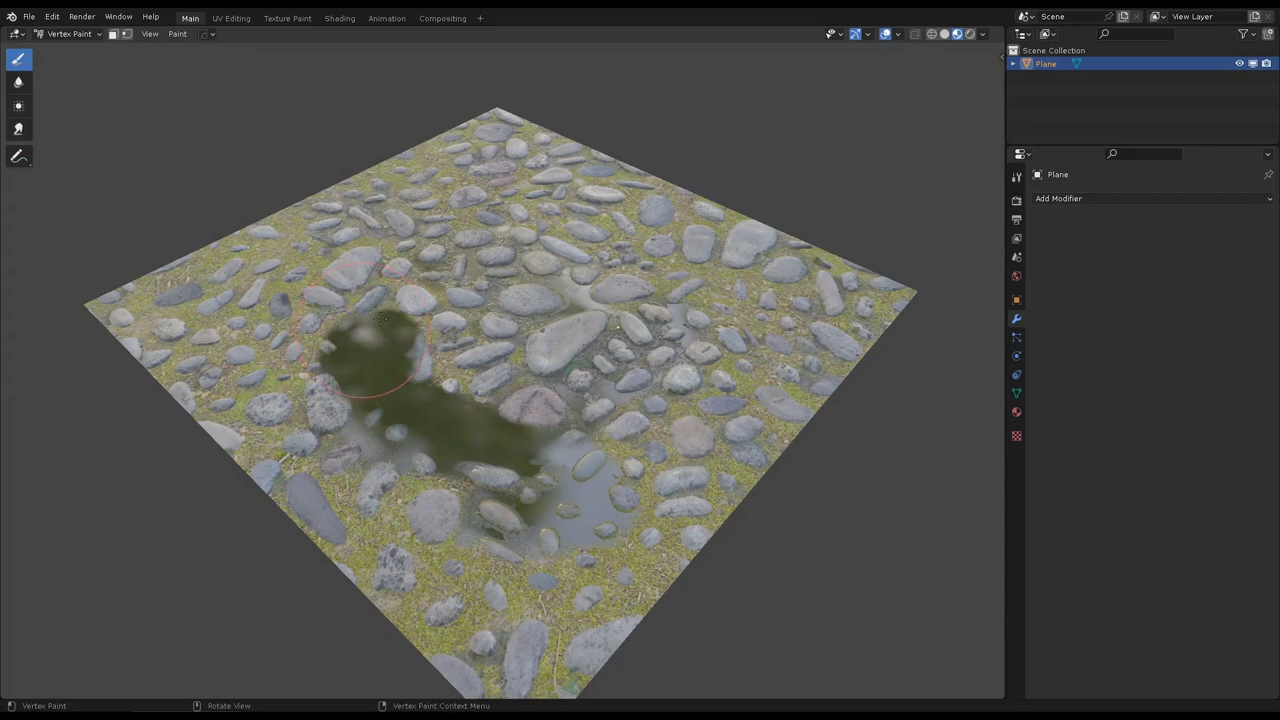 File Edit Render Window Help Main UV Editing Texture Paint Shading Animation Compositing + Scene View Layer
Vertex Paint View Paint
Scene Collection
Plane
Plane
Add Modifier
Vertex Paint Rotate View Vertex Paint Context Menu